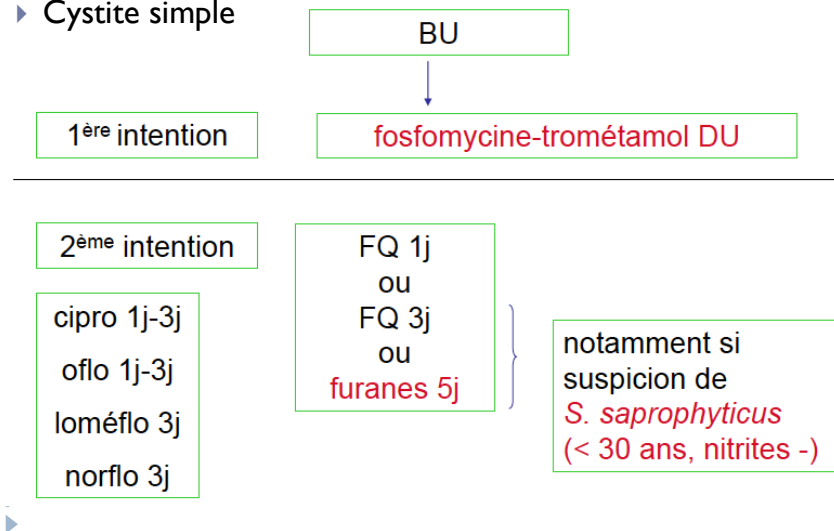 Cystite simple
BU
1ère intention
fosfomycine-trométamol DU
2ème intention
cipro 1j-3j
oflo 1j-3j
loméflo 3j
norflo 3j
FQ 1j
ou
FQ 3j
ou
furanes 5j
notamment si
suspicion de
S. saprophyticus
(< 30 ans, nitrites -)